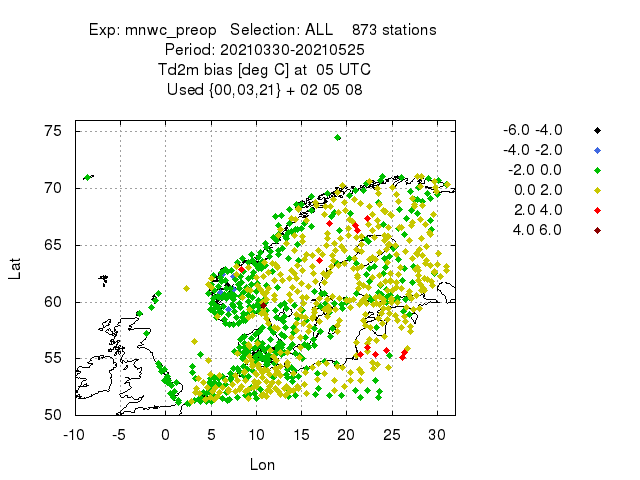 Exp: mnwc_preop   Selection: ALL    873 stations
Period: 20210330-20210525
Td2m bias [deg C] at  05 UTC
Used {00,03,21} + 02 05 08
-6.0 -4.0
-4.0 -2.0
-2.0 0.0
0.0 2.0
2.0 4.0
4.0 6.0
Lat
75
70
65
60
55
50
-10 -5 0 5 10 15 20 25 30
Lon